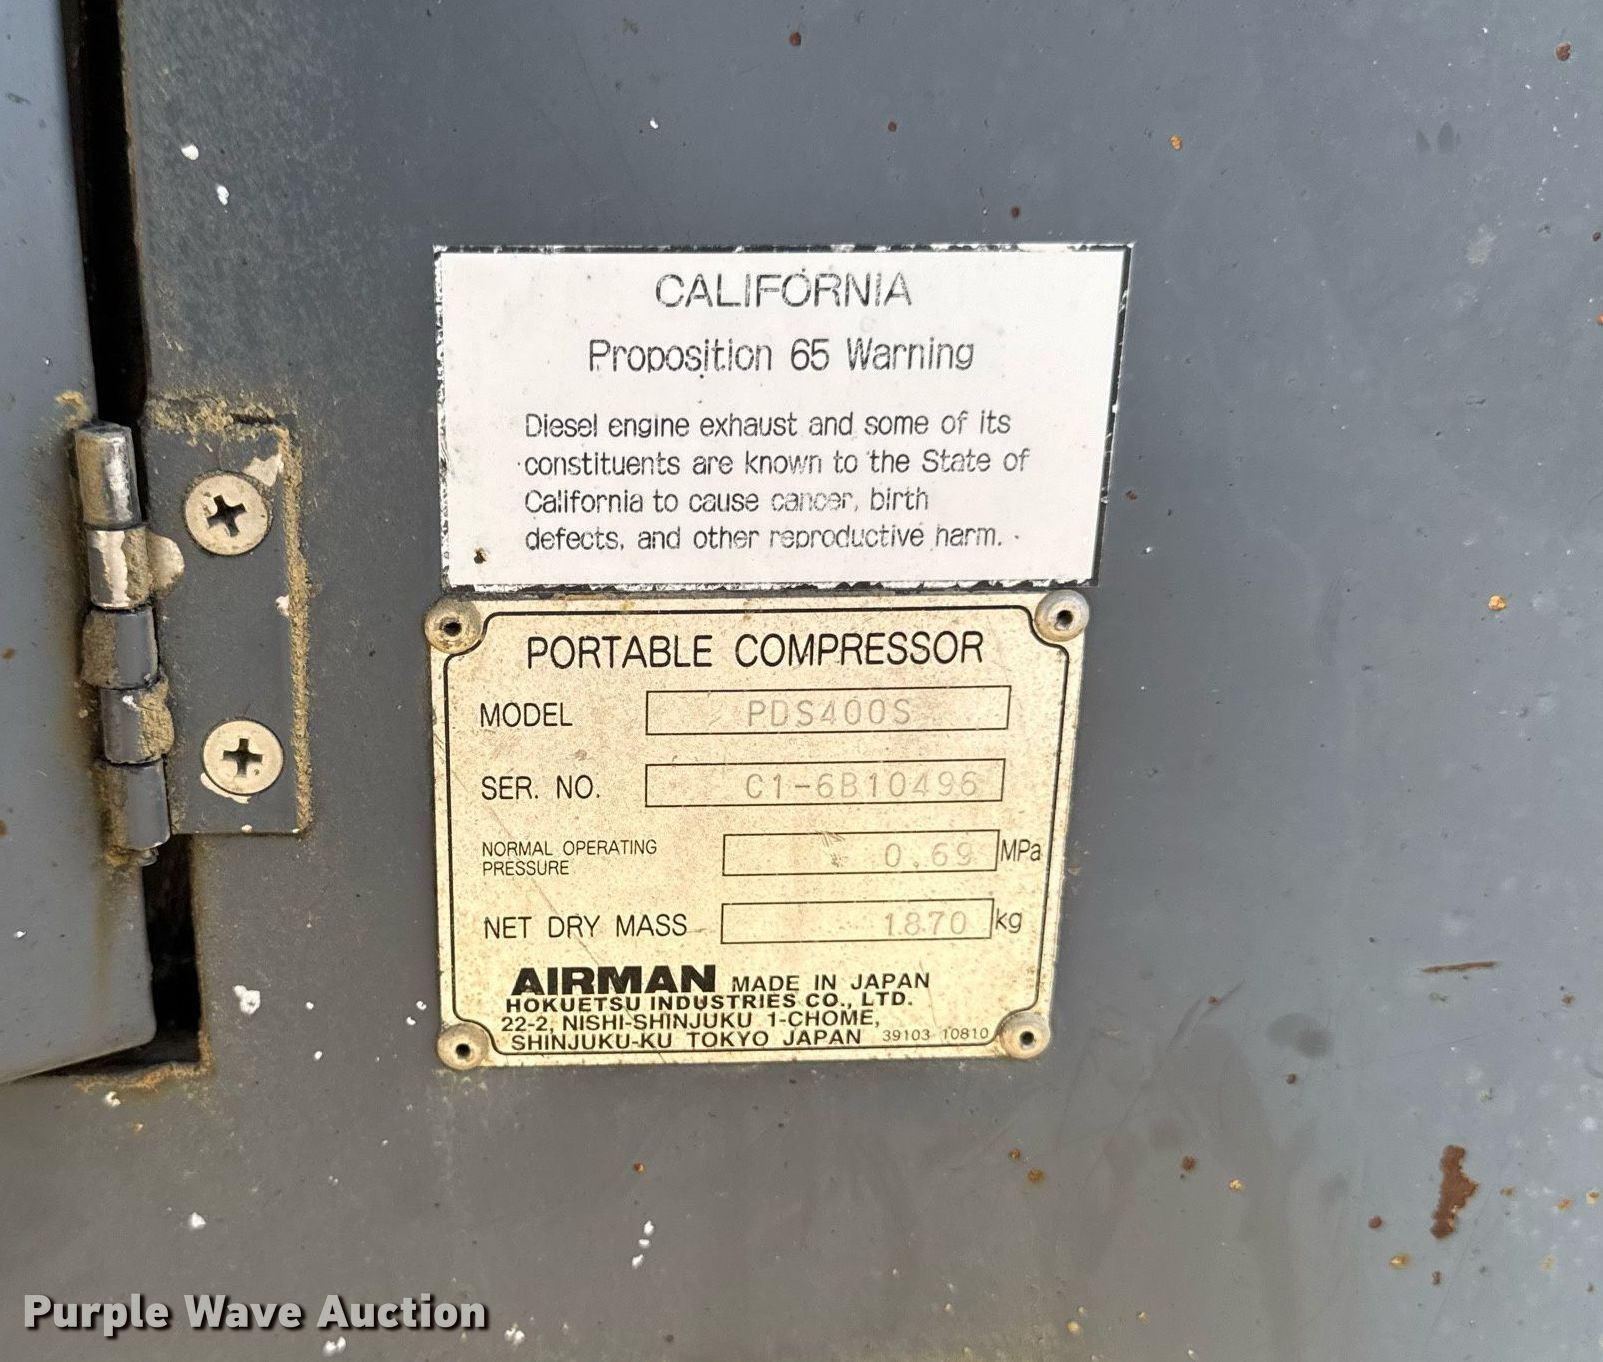 CALIFORNIA
Proposition 65 Warning
Diesel engine exhaust and some of its
constituents are known to the State of
California to cause cancer, birth
defects, and other reproductive harm.
PORTABLE COMPRESSOR
MODEL PDS400S
SER. NO. C1-6B10496
NORMAL OPERATING
PRESSURE 0.69 MPa
NET DRY MASS 1870 kg
AIRMAN MADE IN JAPAN
HOKUETSU INDUSTRIES CO., LTD.
22-2, NISHI-SHINJUKU 1-CHOME,
SHINJUKU-KU TOKYO JAPAN 39103 10810
Purple Wave Auction